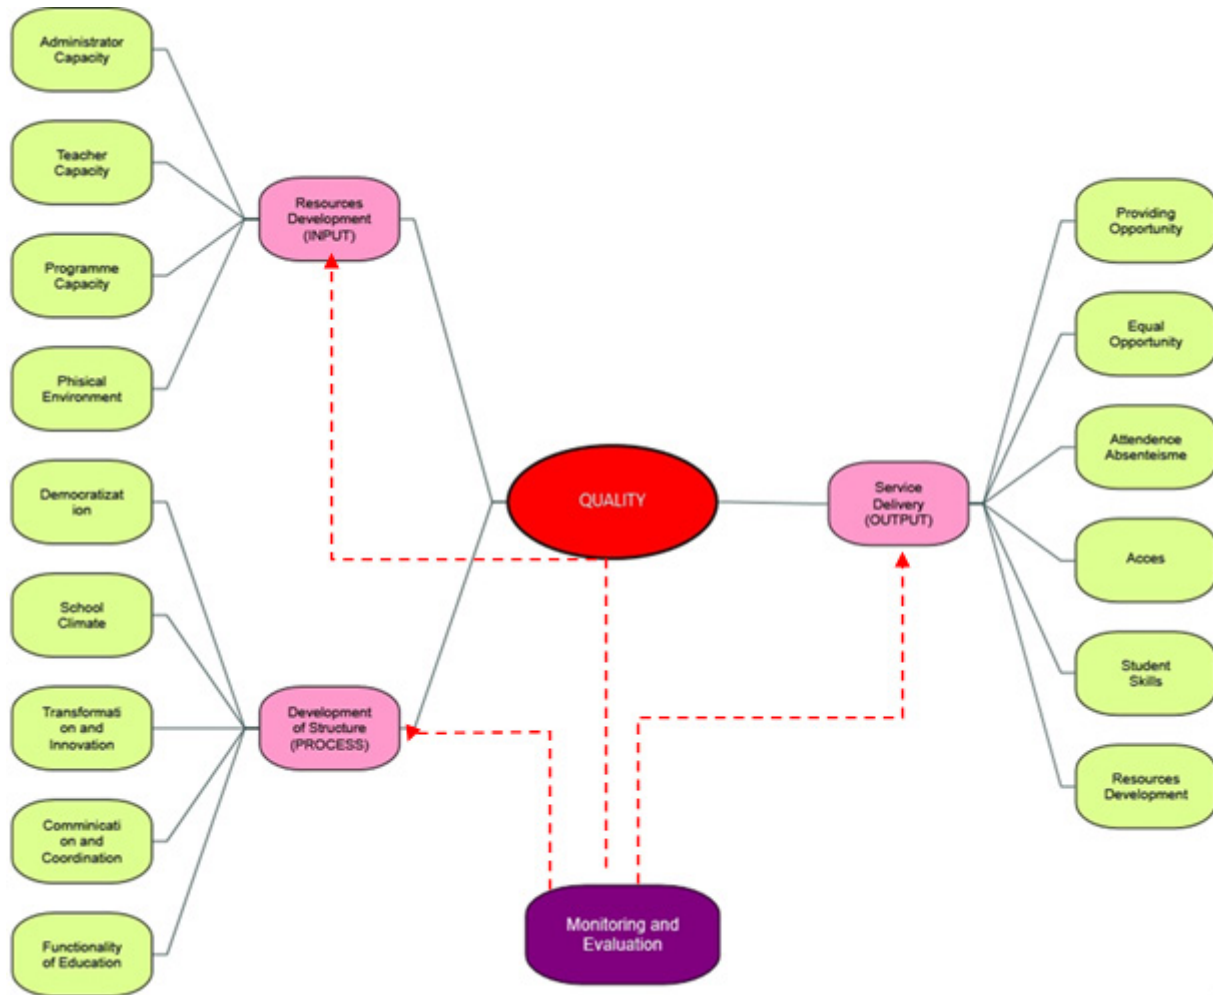 Administrator
Capacity
Teacher
Capacity
Programme
Capacity
Phisical
Environment
Democratizat
ion
School
Climate
Transformati
on and
Innovation
Comminicati
on and
Coordination
Functionality
of Education
Resources
Development
(INPUT)
Development
of Structure
(PROCESS)
QUALITY
Monitoring and
Evaluation
Service
Delivery
(OUTPUT)
Providing
Opportunity
Equal
Opportunity
Attendence
Absenteisme
Acces
Student
Skills
Resources
Development